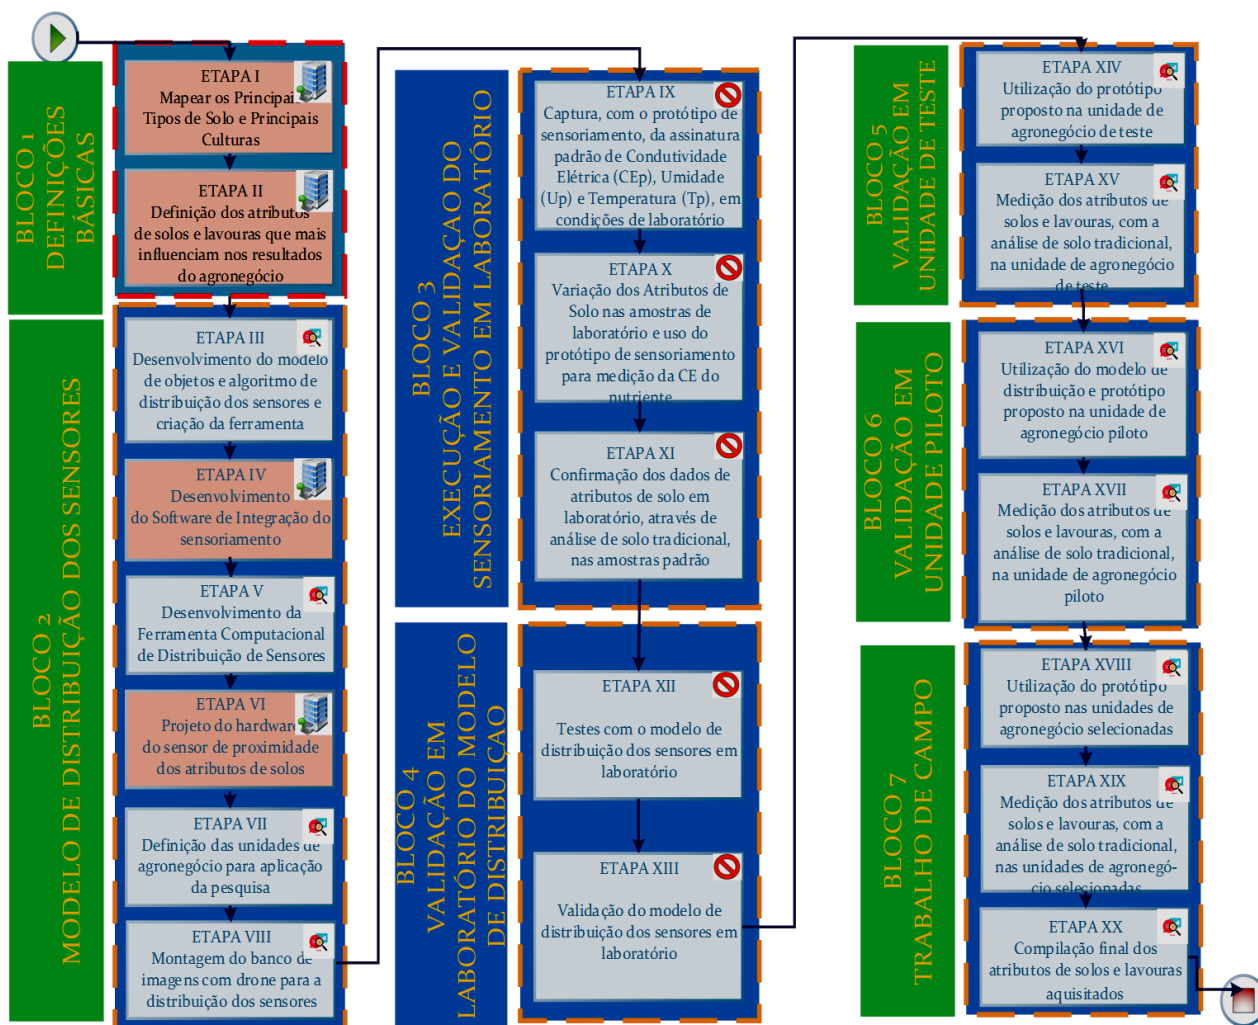 BLOCO 1
DEFINIÇÕES
BÁSICAS
ETAPA I
Mapear os Principais
Tipos de Solo e Principais
Culturas
ETAPA II
Definição dos atributos
de solos e lavouras que mais
influenciam nos resultados
do agronegócio
BLOCO 2
MODELO DE DISTRIBUIÇÃO DOS SENSORES
ETAPA III
Desenvolvimento do modelo
de objetos e algoritmo de
distribuição dos sensores e
criação da ferramenta
ETAPA IV
Desenvolvimento
do Software de Integração do
sensoriamento
ETAPA V
Desenvolvimento da
Ferramenta Computacional
de Distribuição de Sensores
ETAPA VI
Projeto do hardware
do sensor de proximidade
dos atributos de solos
ETAPA VII
Definição das unidades de
agronegócio para aplicação
da pesquisa
ETAPA VIII
Montagem do banco de
imagens com drone para a
distribuição dos sensores
BLOCO 3
EXECUÇÃO E VALIDAÇAO DO
SENSORIAMENTO EM LABORATÓRIO
ETAPA IX
Captura, com o protótipo de
sensoriamento, da assinatura
padrão de Condutividade
Elétrica (CEp), Umidade
(Up) e Temperatura (Tp), em
condições de laboratório
ETAPA X
Variação dos Atributos de
Solo nas amostras de
laboratório e uso do
protótipo de sensoriamento
para medição da CE do
nutriente
ETAPA XI
Confirmação dos dados de
atributos de solo em
laboratório, através de
análise de solo tradicional,
nas amostras padrão
BLOCO 4
VALIDAÇÃO EM
LABORATÓRIO DO MODELO
DE DISTRIBUIÇAO
ETAPA XII
Testes com o modelo de
distribuição dos sensores em
laboratório
ETAPA XIII
Validação do modelo de
distribuição dos sensores em
laboratório
BLOCO 5
VALIDAÇÃO EM
UNIDADE DE TESTE
ETAPA XIV
Utilização do protótipo
proposto na unidade de
agronegócio de teste
ETAPA XV
Medição dos atributos de
solos e lavouras, com a
análise de solo tradicional,
na unidade de agronegócio
de teste
BLOCO 6
VALIDAÇÃO EM
UNIDADE PILOTO
ETAPA XVI
Utilização do modelo de
distribuição e protótipo
proposto na unidade de
agronegócio piloto
ETAPA XVII
Medição dos atributos de
solos e lavouras, com a
análise de solo tradicional,
na unidade de agronegócio
piloto
BLOCO 7
TRABALHO DE CAMPO
ETAPA XVIII
Utilização do protótipo
proposto nas unidades de
agronegócio selecionadas
ETAPA XIX
Medição dos atributos de
solos e lavouras, com a
análise de solo tradicional,
nas unidades de agronegó-
cio selecionadas
ETAPA XX
Compilação final dos
atributos de solos e lavouras
aquisitados